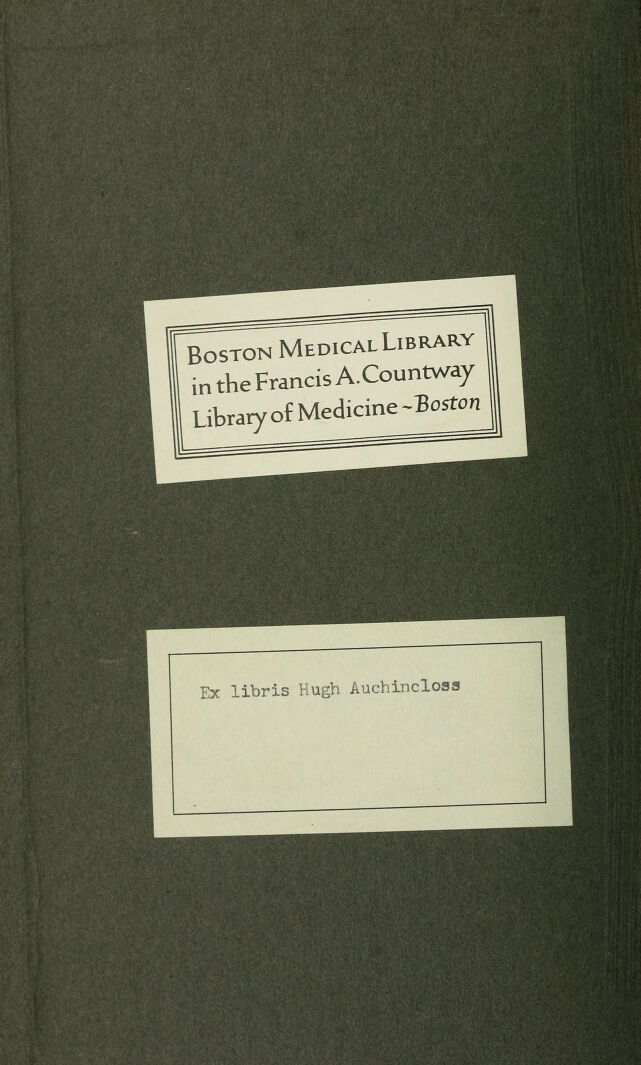 Boston Medical Library
in the Francis A. Countway
Library of Medicine ~ Boston
Ex libris Hugh Auchincloss